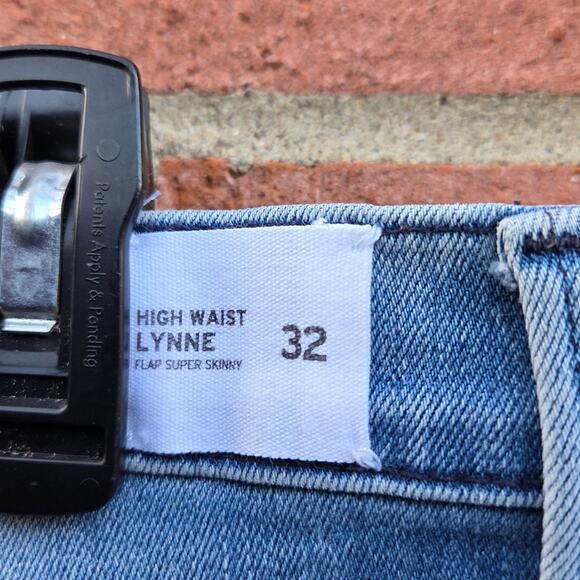 Patents Apply & Pending
HIGH WAIST
LYNNE
FLAP SUPER SKINNY
32